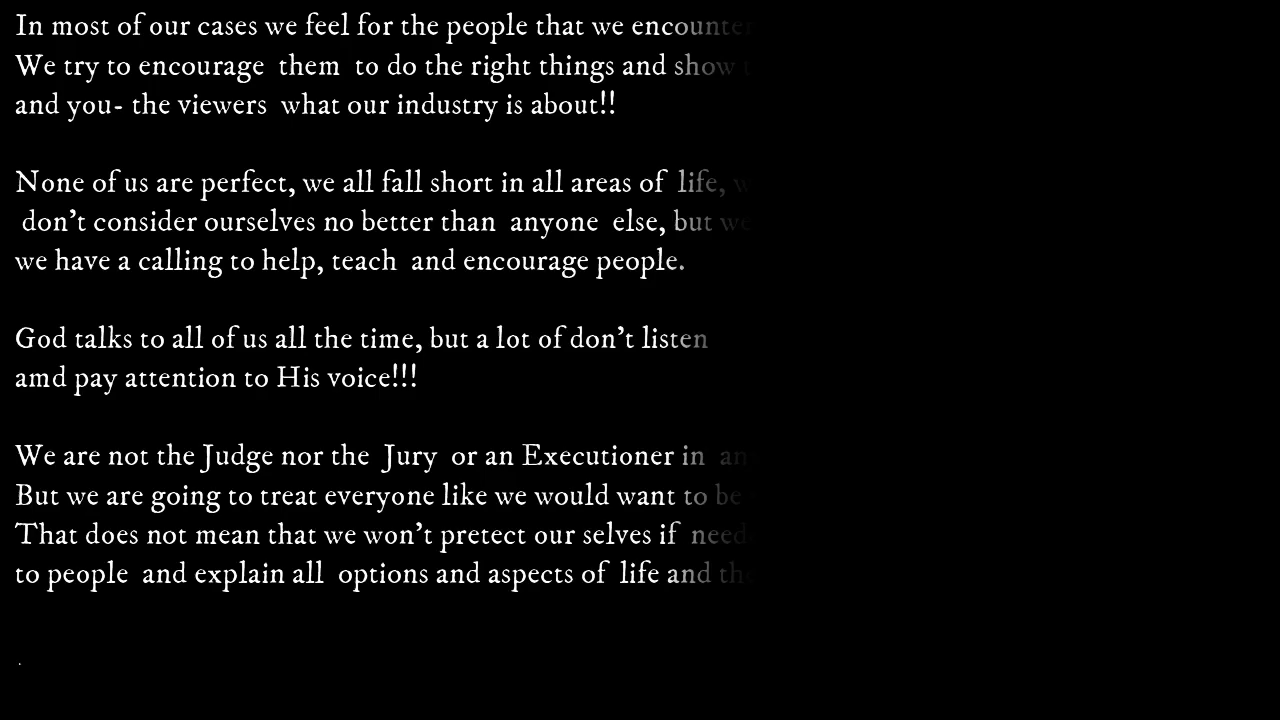 In most of our cases we feel for the people that we encounter
We try to encourage them to do the right things and show
and you- the viewers what our industry is about!!
None of us are perfect, we all fall short in all areas of life,
don't consider ourselves no better than anyone else, but we
we have a calling to help, teach and encourage people.
God talks to all of us all the time, but a lot of don't listen
amd pay attention to His voice!!!
We are not the Judge nor the Jury or an Executioner in
But we are going to treat everyone like we would want to be
That does not mean that we won't pretect our selves if
to people and explain all options and aspects of life and
.